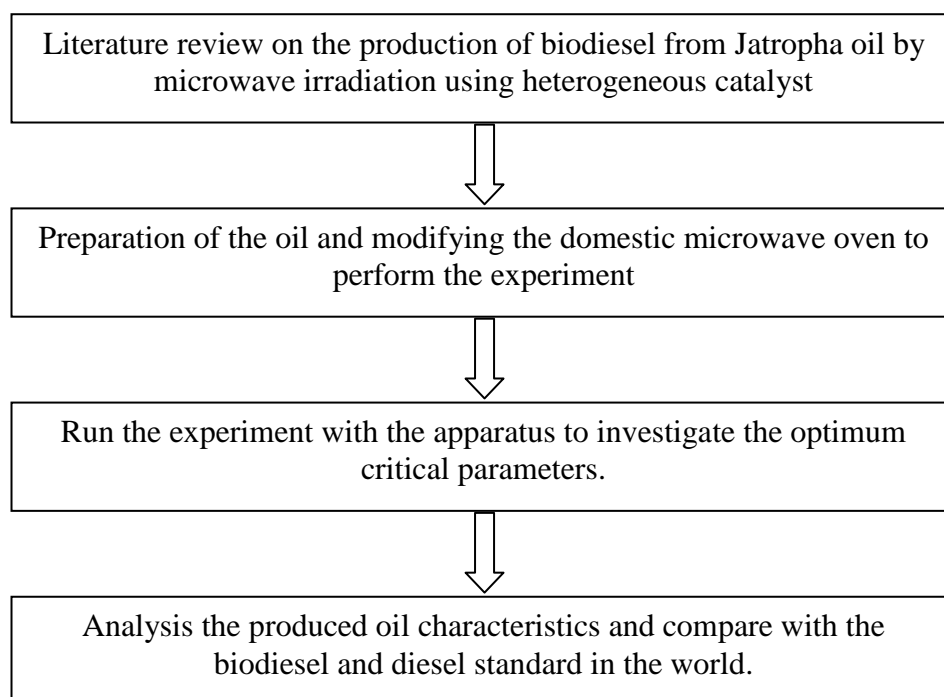 Literature review on the production of biodiesel from Jatropha oil by
microwave irradiation using heterogeneous catalyst
Preparation of the oil and modifying the domestic microwave oven to
perform the experiment
Run the experiment with the apparatus to investigate the optimum
critical parameters.
Analysis the produced oil characteristics and compare with the
biodiesel and diesel standard in the world.